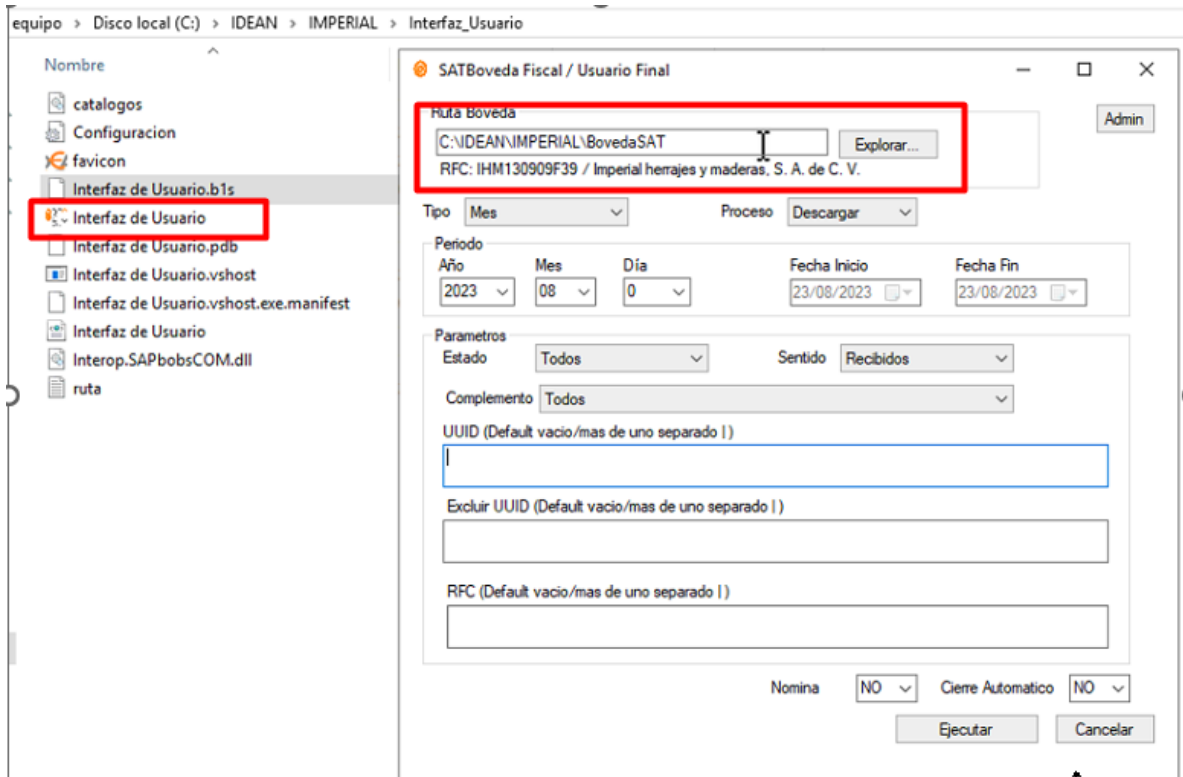 equipo > Disco local (C:) > IDEAN > IMPERIAL > Interfaz_Usuario
Nombre
catalogos
Configuracion
favicon
Interfaz de Usuario.b1s
Interfaz de Usuario
Interfaz de Usuario.pdb
Interfaz de Usuario.vshost
Interfaz de Usuario.vshost.exe.manifest
Interfaz de Usuario
Interop.SAPbobsCOM.dll
ruta
SATBoveda Fiscal / Usuario Final
Ruta Boveda
Admin
C:\IDEAN\IMPERIAL\BovedaSAT
Explorar...
RFC: IHM130909F39 / Imperial herrajes y maderas, S. A. de C. V.
Tipo Mes Proceso Descargar
Periodo
Año Mes Día Fecha Inicio Fecha Fin
2023 08 0 23/08/2023 23/08/2023
Parametros
Estado Todos Sentido Recibidos
Complemento Todos
UUID (Default vacio/mas de uno separado | )
Excluir UUID (Default vacio/más de uno separado | )
RFC (Default vacio/mas de uno separado | )
Nomina NO Cierre Automatico NO
Ejecutar Cancelar